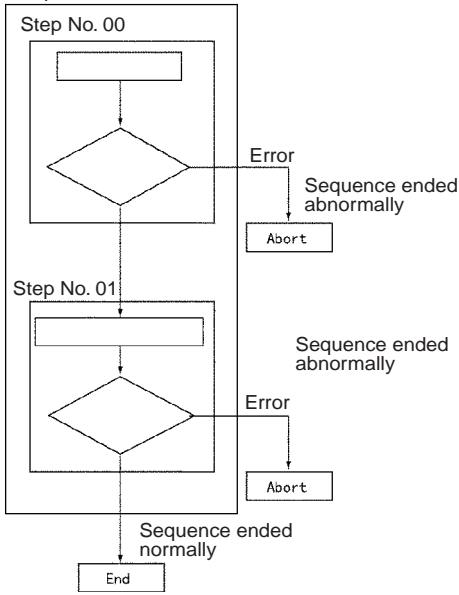 Step No. 00
Error
Sequence ended
abnormally
Abort
Step No. 01
Sequence ended
abnormally
Error
Abort
Sequence ended
normally
End